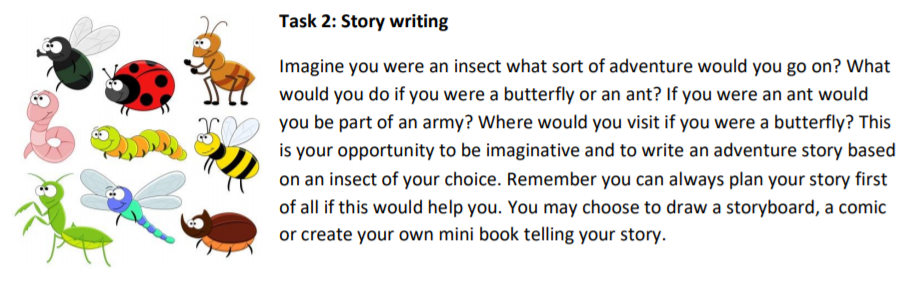 Task 2: Story writing
Imagine you were an insect what sort of adventure would you go on? What
would you do if you were a butterfly or an ant? If you were an ant would
you be part of an army? Where would you visit if you were a butterfly? This
is your opportunity to be imaginative and to write an adventure story based
on an insect of your choice. Remember you can always plan your story first
of all if this would help you. You may choose to draw a storyboard, a comic
or create your own mini book telling your story.